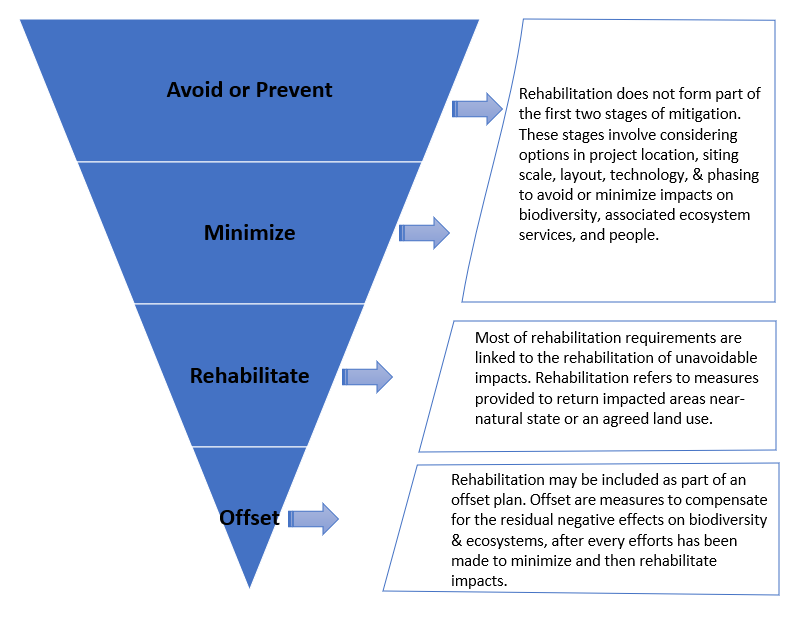 Avoid or Prevent
Rehabilitation does not form part of
the first two stages of mitigation.
These stages involve considering
options in project location, siting
scale, layout, technology, & phasing
to avoid or minimize impacts on
biodiversity, associated ecosystem
services, and people.
Minimize
Rehabilitate
Most of rehabilitation requirements are
linked to the rehabilitation of unavoidable
impacts. Rehabilitation refers to measures
provided to return impacted areas near-
natural state or an agreed land use.
Offset
Rehabilitation may be included as part of an
offset plan. Offset are measures to compensate
for the residual negative effects on biodiversity
& ecosystems, after every efforts has been
made to minimize and then rehabilitate
impacts.